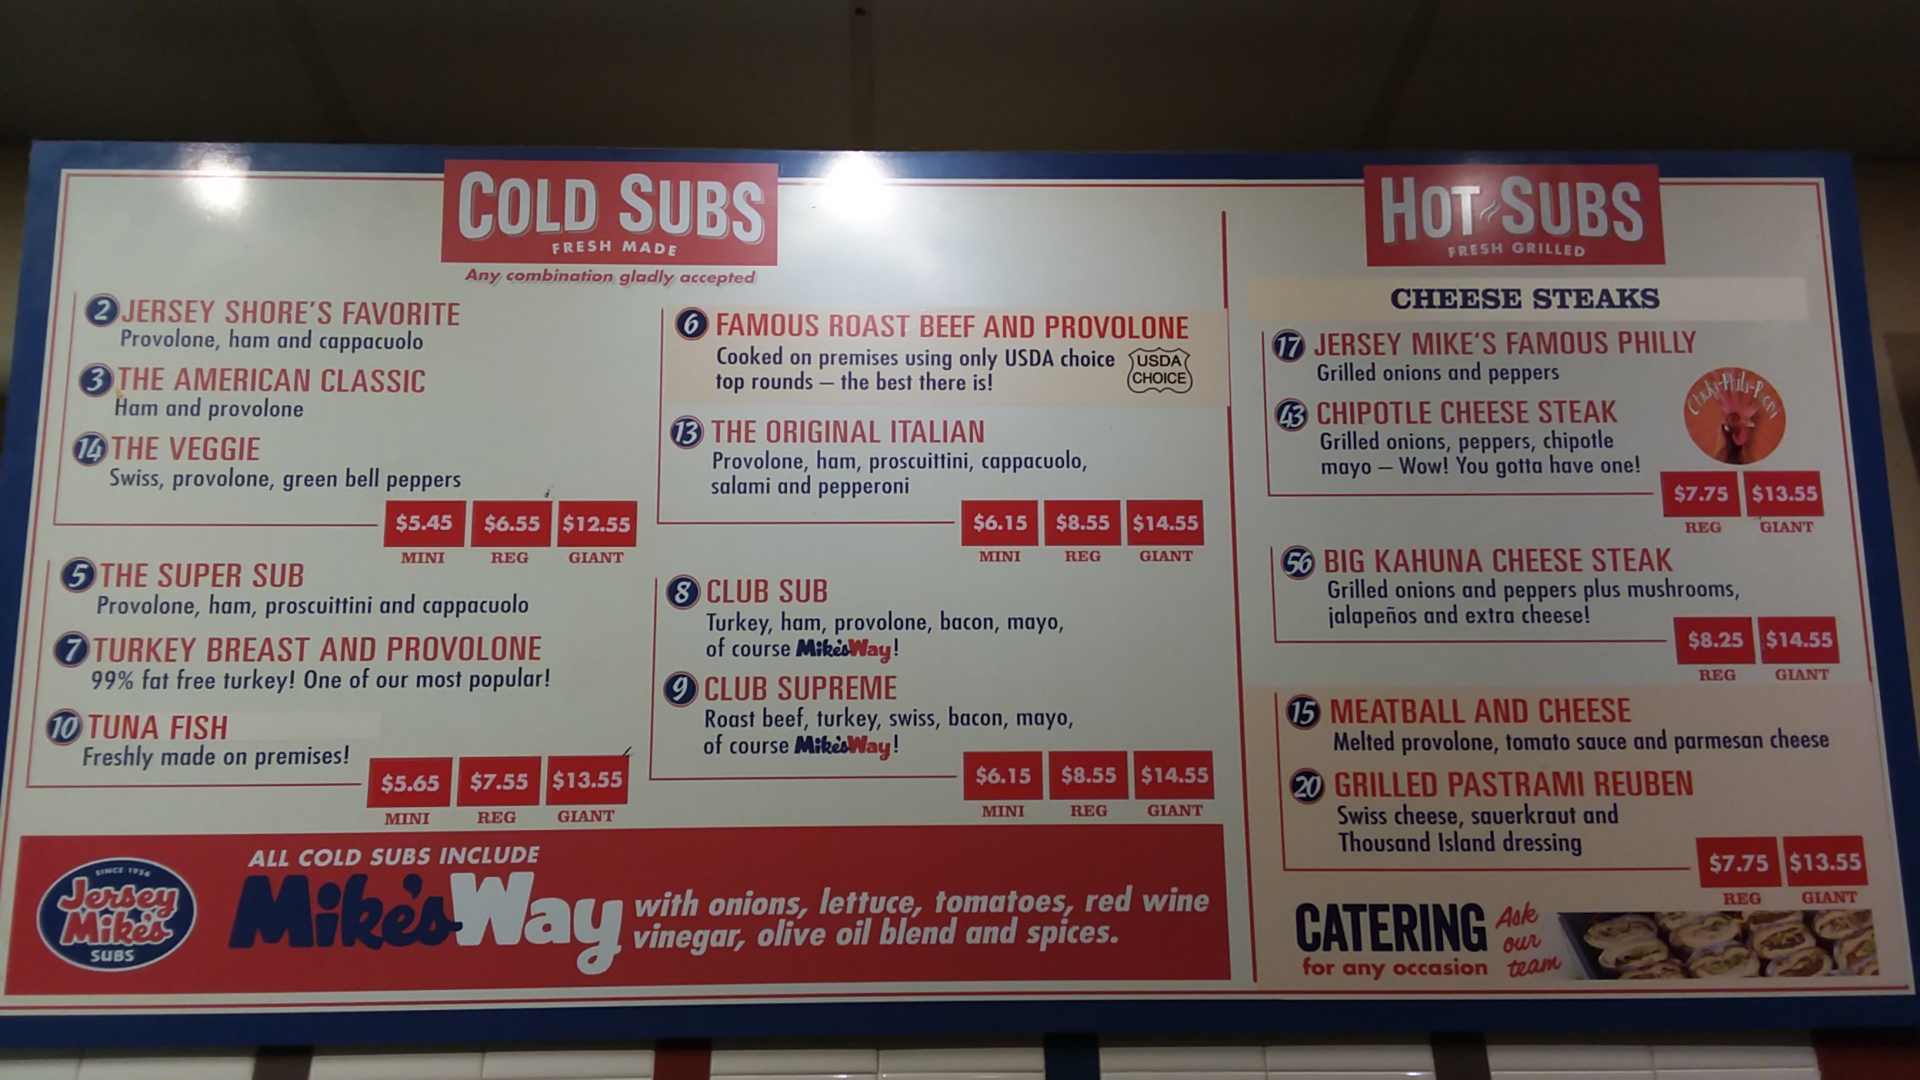 COLD SUBS
FRESH MADE
Any combination gladly accepted
2 JERSEY SHORE'S FAVORITE
Provolone, ham and cappacuolo
3 THE AMERICAN CLASSIC
Ham and provolone
14 THE VEGGIE
Swiss, provolone, green bell peppers
$5.45 $6.55 $12.55
MINI REG GIANT
5 THE SUPER SUB
Provolone, ham, proscuittini and cappacuolo
7 TURKEY BREAST AND PROVOLONE
99% fat free turkey! One of our most popular!
10 TUNA FISH
Freshly made on premises!
$5.65 $7.55 $13.55
MINI REG GIANT
6 FAMOUS ROAST BEEF AND PROVOLONE
Cooked on premises using only USDA choice
top rounds – the best there is!
USDA
CHOICE
13 THE ORIGINAL ITALIAN
Provolone, ham, proscuittini, cappacuolo,
salami and pepperoni
$6.15 $8.55 $14.55
MINI REG GIANT
8 CLUB SUB
Turkey, ham, provolone, bacon, mayo,
of course Mike's Way!
9 CLUB SUPREME
Roast beef, turkey, swiss, bacon, mayo,
of course Mike's Way!
$6.15 $8.55 $14.55
MINI REG GIANT
SINCE 1956
Jersey
Mike's
SUBS
ALL COLD SUBS INCLUDE
Mike's Way
with onions, lettuce, tomatoes, red wine
vinegar, olive oil blend and spices.
HOT SUBS
FRESH GRILLED
CHEESE STEAKS
17 JERSEY MIKE'S FAMOUS PHILLY
Grilled onions and peppers
43 CHIPOTLE CHEESE STEAK
Grilled onions, peppers, chipotle
mayo – Wow! You gotta have one!
$7.75 $13.55
REG GIANT
56 BIG KAHUNA CHEESE STEAK
Grilled onions and peppers plus mushrooms,
jalapeños and extra cheese!
$8.25 $14.55
REG GIANT
15 MEATBALL AND CHEESE
Melted provolone, tomato sauce and parmesan cheese
20 GRILLED PASTRAMI REUBEN
Swiss cheese, sauerkraut and
Thousand Island dressing
$7.75 $13.55
REG GIANT
CATERING
for any occasion
Ask
our
team